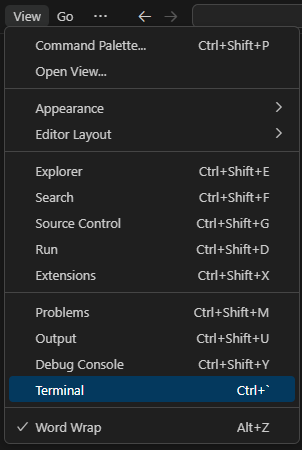 View Go ...
Command Palette... Ctrl+Shift+P
Open View...
Appearance
Editor Layout
Explorer Ctrl+Shift+E
Search Ctrl+Shift+F
Source Control Ctrl+Shift+G
Run Ctrl+Shift+D
Extensions Ctrl+Shift+X
Problems Ctrl+Shift+M
Output Ctrl+Shift+U
Debug Console Ctrl+Shift+Y
Terminal Ctrl+`
Word Wrap Alt+Z